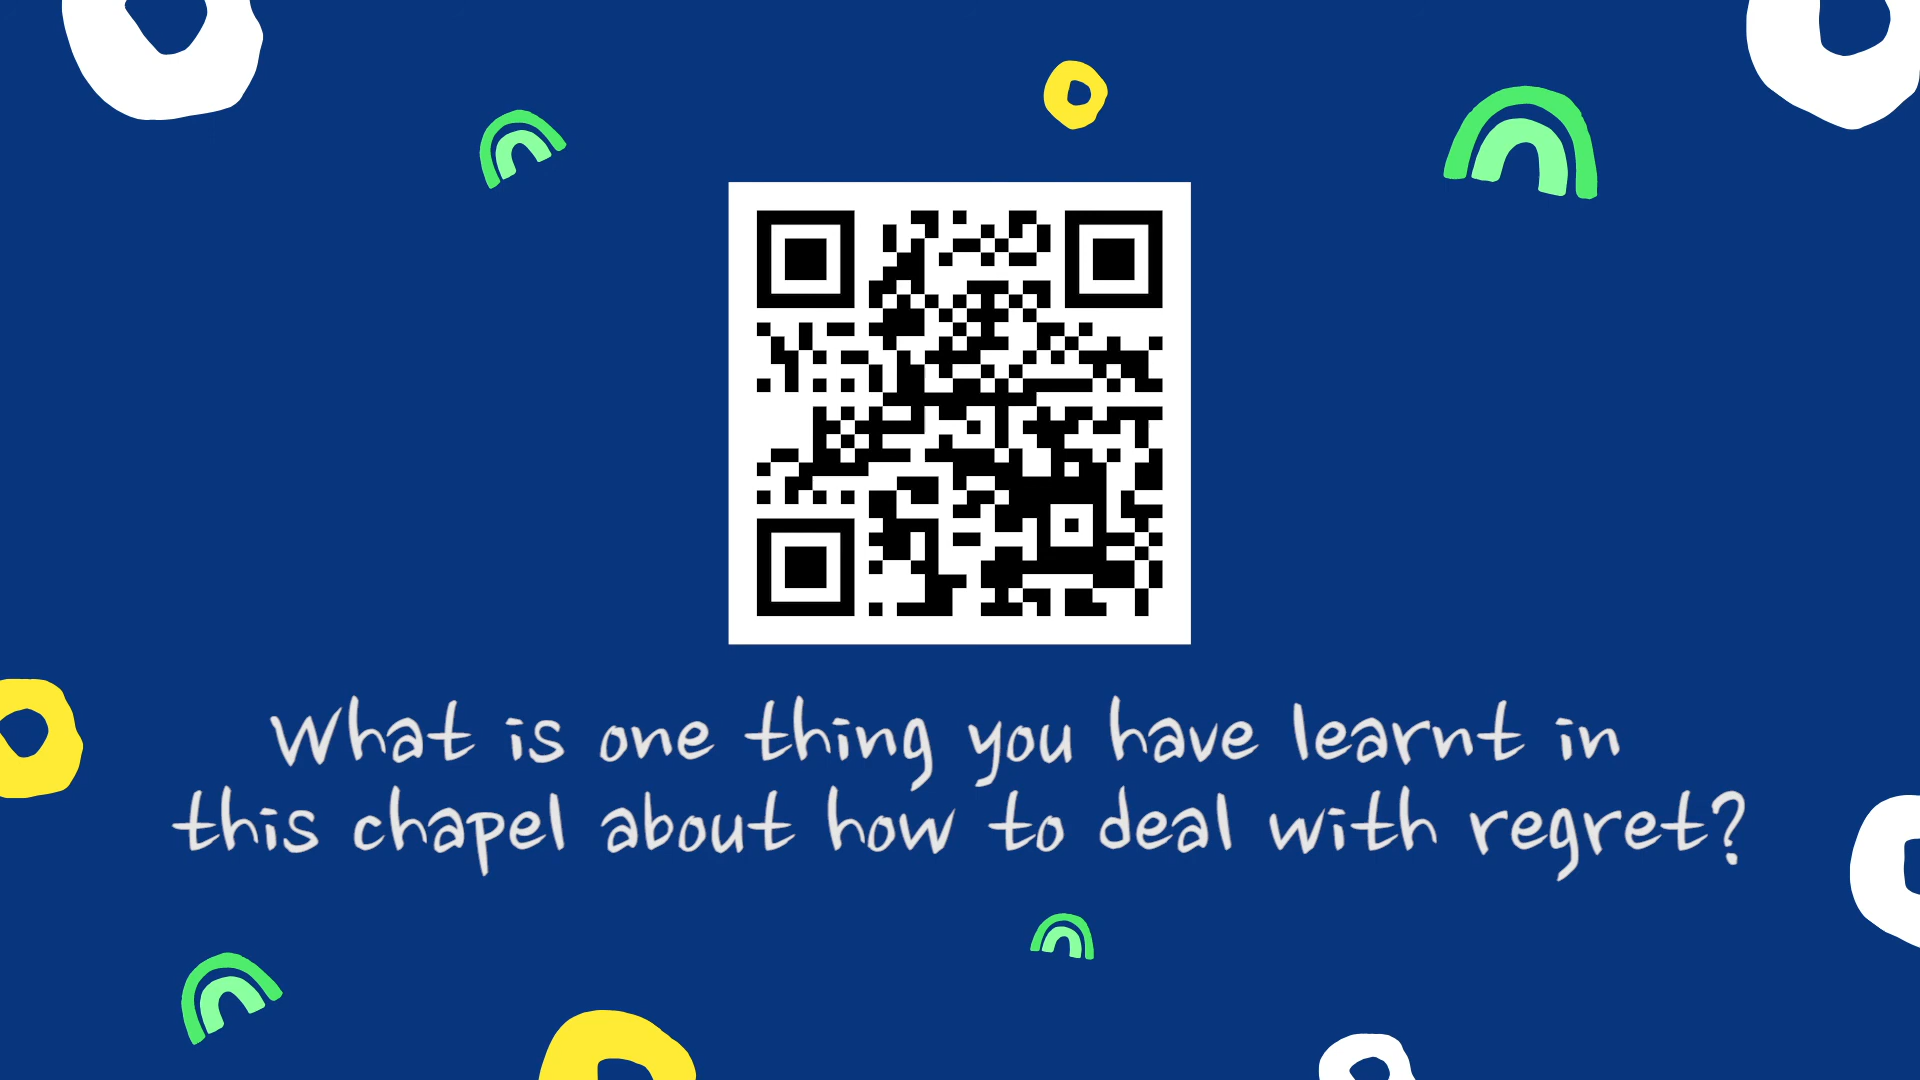 What is one thing you have learnt in
this chapel about how to deal with regret?